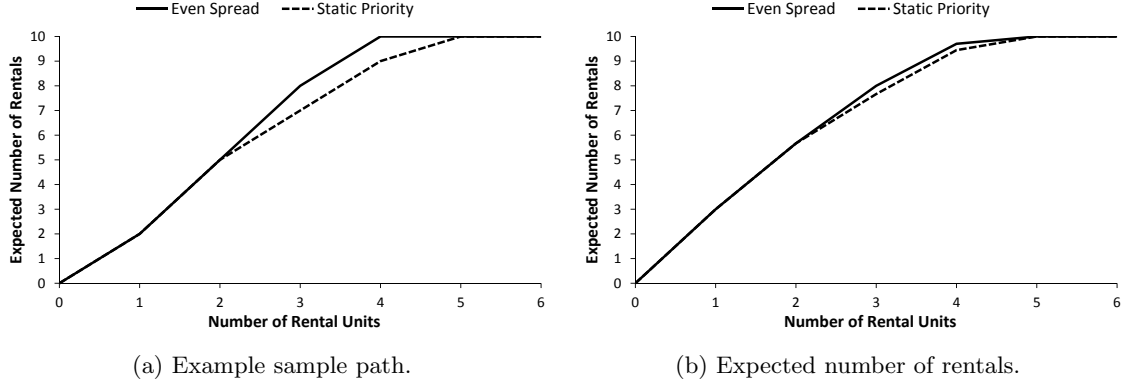 Even Spread Static Priority
Expected Number of Rentals
10
9
8
7
6
5
4
3
2
1
0
0 1 2 3 4 5 6
Number of Rental Units
(a) Example sample path.
Even Spread Static Priority
Expected Number of Rentals
10
9
8
7
6
5
4
3
2
1
0
0 1 2 3 4 5 6
Number of Rental Units
(b) Expected number of rentals.